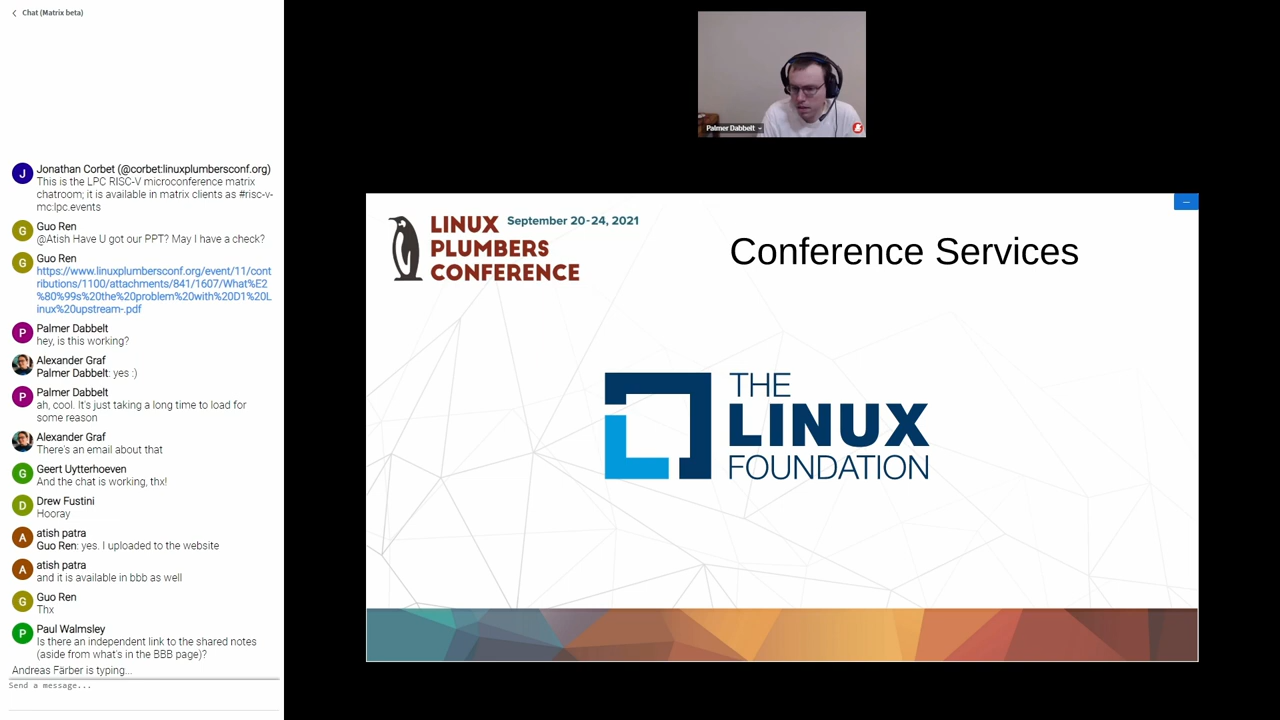 Chat (Matrix beta)
J
Jonathan Corbet (@corbet:linuxplumbersconf.org)
This is the LPC RISC-V microconference matrix
chatroom; it is available in matrix clients as #risc-v-
mc:lpc.events
G
Guo Ren
@Atish Have U got our PPT? May I have a check?
G
Guo Ren
https://www.linuxplumbersconf.org/event/11/cont
ributions/1100/attachments/841/1607/What%E2
%80%99s%20the%20problem%20with%20D1%20L
inux%20upstream-.pdf
P
Palmer Dabbelt
hey, is this working?
Alexander Graf
Palmer Dabbelt: yes :)
P
Palmer Dabbelt
ah, cool. It's just taking a long time to load for
some reason
Alexander Graf
There's an email about that
G
Geert Uytterhoeven
And the chat is working, thx!
D
Drew Fustini
Hooray
A
atish patra
Guo Ren: yes. I uploaded to the website
A
atish patra
and it is available in bbb as well
G
Guo Ren
Thx
P
Paul Walmsley
Is there an independent link to the shared notes
(aside from what's in the BBB page)?
Andreas Färber is typing...
Send a message...
Palmer Dabbelt
LINUX
PLUMBERS
CONFERENCE
September 20-24, 2021
Conference Services
THE
LINUX
FOUNDATION